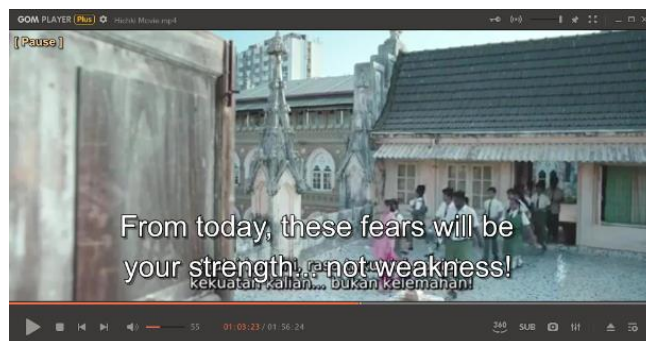 GOM PLAYER Plus Hichki Movie.mp4
[ Pause ]
From today, these fears will be
your strength... not weakness!
kekuatan kalian... bukan kelemahan!
55 01:03:23 / 01:56:24 360 SUB